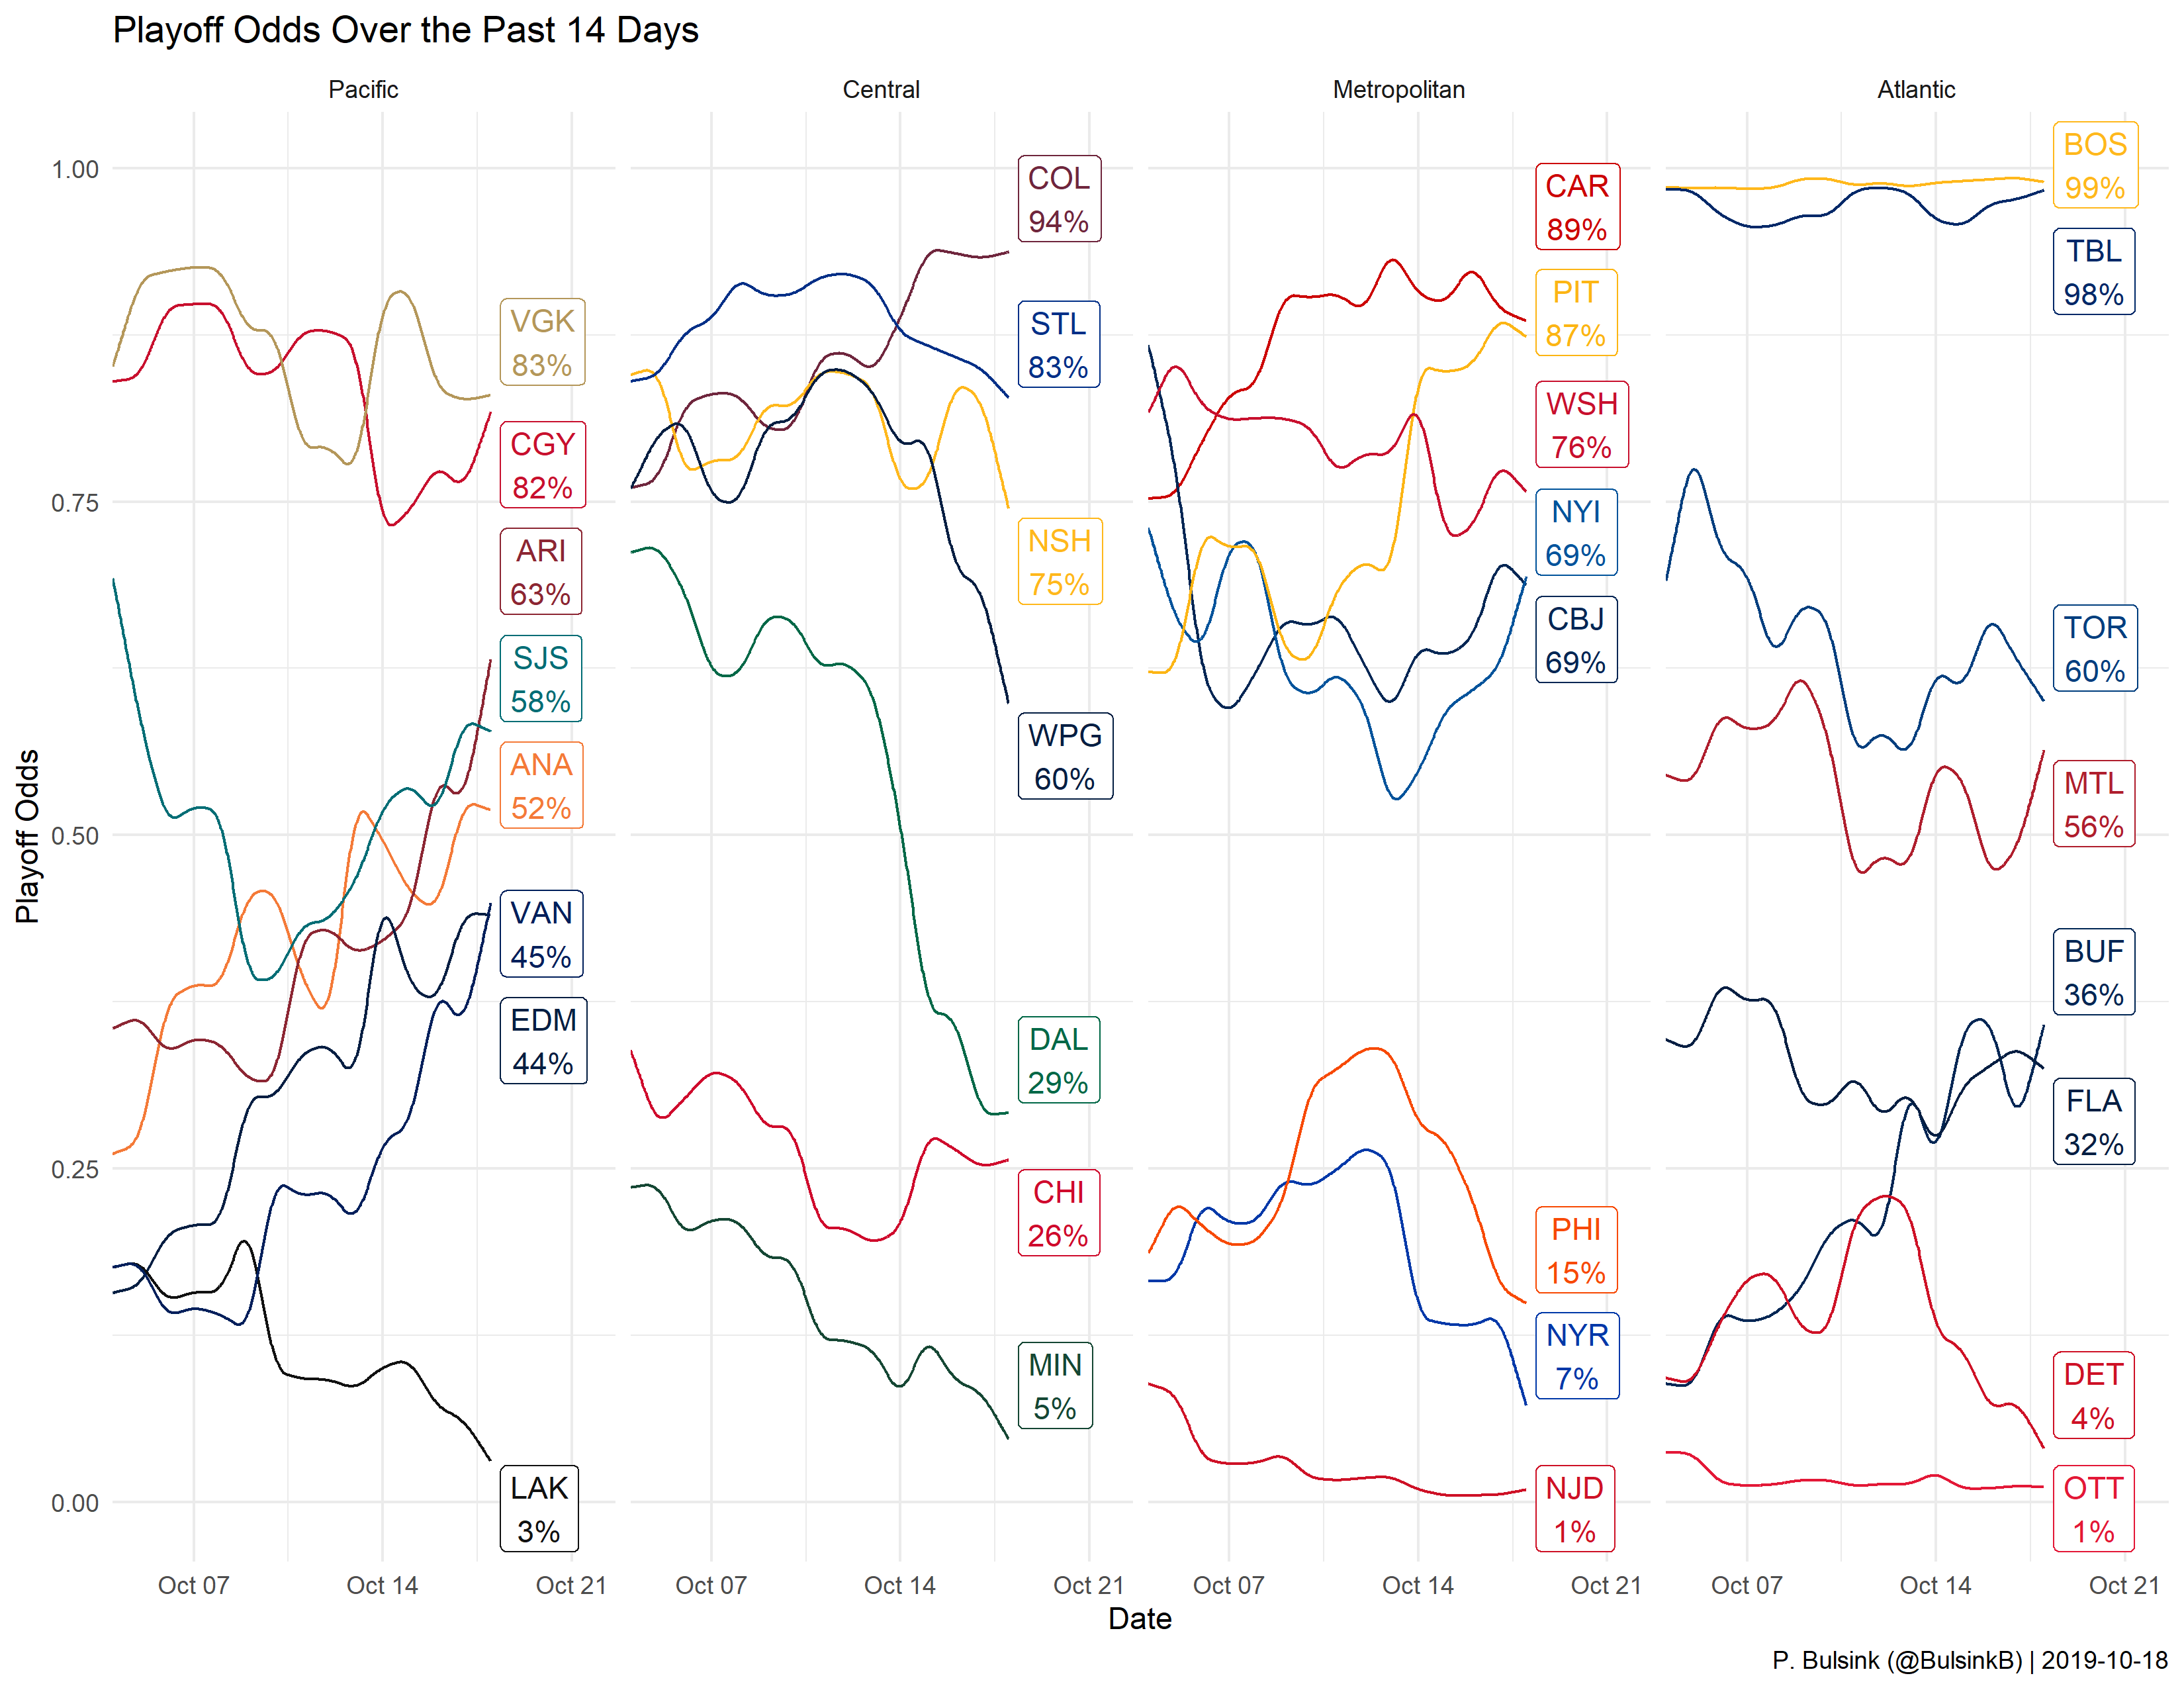 Playoff Odds Over the Past 14 Days
Pacific
Central
Metropolitan
Atlantic
Playoff Odds
1.00
0.75
0.50
0.25
0.00
VGK
83%
CGY
82%
ARI
63%
SJS
58%
ANA
52%
VAN
45%
EDM
44%
LAK
3%
COL
94%
STL
83%
NSH
75%
WPG
60%
DAL
29%
CHI
26%
MIN
5%
CAR
89%
PIT
87%
WSH
76%
NYI
69%
CBJ
69%
PHI
15%
NYR
7%
NJD
1%
BOS
99%
TBL
98%
TOR
60%
MTL
56%
BUF
36%
FLA
32%
DET
4%
OTT
1%
Oct 07
Oct 14
Oct 21
Oct 07
Oct 14
Oct 21
Oct 07
Oct 14
Oct 21
Oct 07
Oct 14
Oct 21
Date
P. Bulsink (@BulsinkB) | 2019-10-18